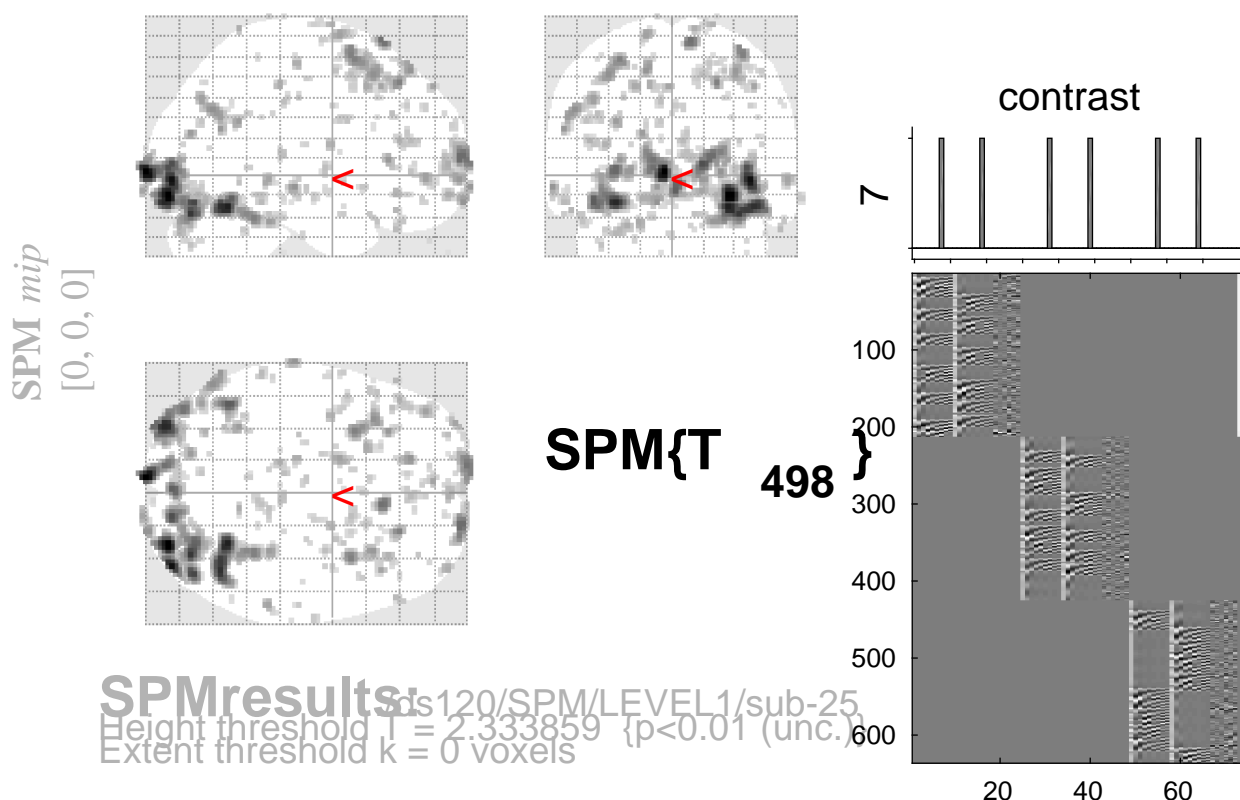 SPM mip
[0, 0, 0]
<
<
<
SPM{T498}
contrast
7
100
200
300
400
500
600
20
40
60
SPMresults: /ds120/SPM/LEVEL1/sub-25
Height threshold T = 2.333859 {p<0.01 (unc.)}
Extent threshold k = 0 voxels